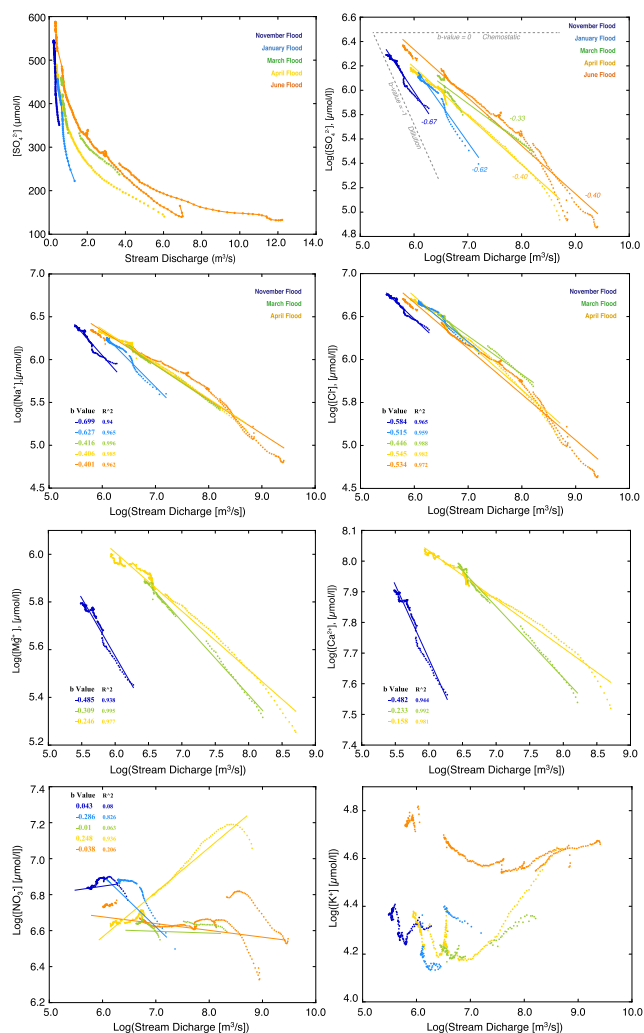 [SO₄²⁻] (μmol/l)
600
500
400
300
200
100
0.0 2.0 4.0 6.0 8.0 10.0 12.0 14.0
Stream Discharge (m³/s)
November Flood
January Flood
March Flood
April Flood
June Flood
Log([SO₄²⁻]. [μmol/l])
6.6
6.4
6.2
6.0
5.8
5.6
5.4
5.2
5.0
4.8
5.0 6.0 7.0 8.0 9.0 10.0
Log(Stream Discharge [m³/s])
b-value = 0 Chemostatic
b-value = -1 Dilution
November Flood
January Flood
March Flood
April Flood
June Flood
-0.33
-0.67
-0.62
-0.40
-0.40
Log([Na⁺],[μmol/l])
7.0
6.5
6.0
5.5
5.0
4.5
5.0 6.0 7.0 8.0 9.0 10.0
Log(Stream Dicharge [m³/s])
November Flood
March Flood
April Flood
b Value R^2
-0.699 0.94
-0.627 0.965
-0.416 0.996
-0.401 0.962
Log([Cl⁻], [μmol/l])
7.0
6.5
6.0
5.5
5.0
4.5
5.0 6.0 7.0 8.0 9.0 10.0
Log(Stream Dicharge [m³/s])
November Flood
March Flood
April Flood
b Value R^2
-0.584 0.965
-0.515 0.959
-0.446 0.988
-0.534 0.972
Log([Mg²⁺], [μmol/l])
6.0
5.8
5.6
5.4
5.2
5.0 5.5 6.0 6.5 7.0 7.5 8.0 8.5 9.0
Log(Stream Dicharge [m³/s])
b Value R^2
-0.485 0.938
-0.309 0.995
-0.246 0.977
Log([Ca²⁺], [μmol/l])
8.1
8.0
7.9
7.8
7.7
7.6
7.5
7.4
5.0 5.5 6.0 6.5 7.0 7.5 8.0 8.5 9.0
Log(Stream Dicharge [m³/s])
b Value R^2
-0.482 0.944
-0.233 0.992
-0.158 0.981
Log([NO₃⁻] [μmol/l])
7.4
7.2
7.0
6.8
6.6
6.4
6.2
5.0 6.0 7.0 8.0 9.0 10.0
Log(Stream Dicharge [m³/s])
b Value R^2
0.043 0.08
-0.286 0.826
-0.01 0.063
0.248 0.936
-0.038 0.206
Log([K⁺] [μmol/l])
4.8
4.6
4.4
4.2
4.0
5.0 6.0 7.0 8.0 9.0 10.0
Log(Stream Dicharge [m³/s])